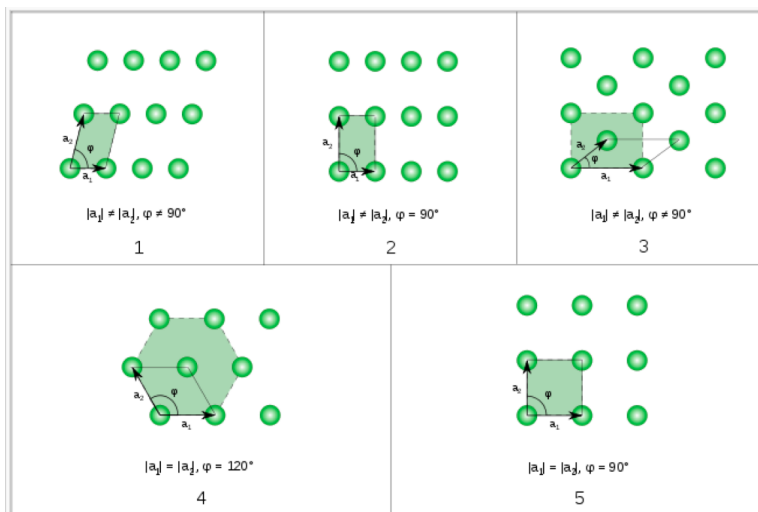 a₂
φ
a₁
|a₁| ≠ |a₂|, φ ≠ 90°
1
a₂
φ
a₁
|a₁| ≠ |a₂|, φ = 90°
2
a₂
φ
a₁
|a₁| ≠ |a₂|, φ ≠ 90°
3
a₂
φ
a₁
|a₁| = |a₂|, φ = 120°
4
a₂
φ
a₁
|a₁| = |a₂|, φ = 90°
5